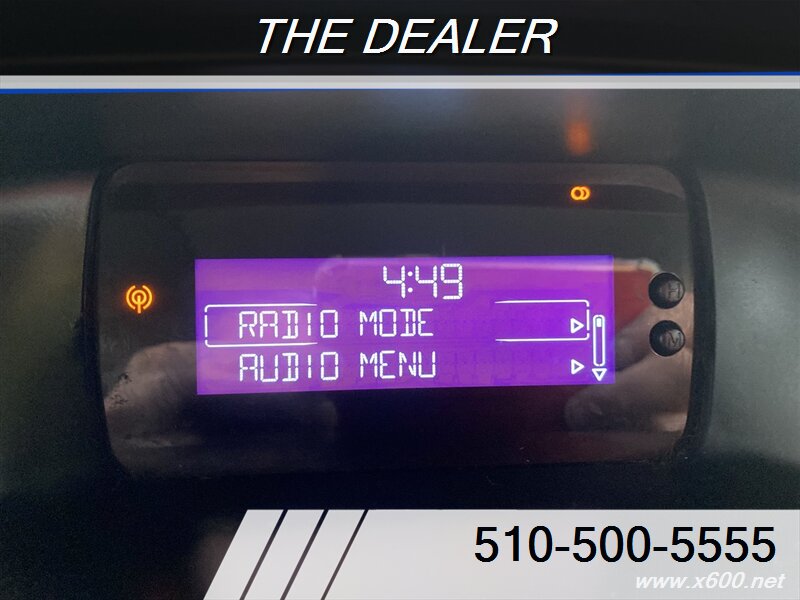 THE DEALER
4:49
RADIO MODE
AUDIO MENU
H
M
510-500-5555
www.x600.net